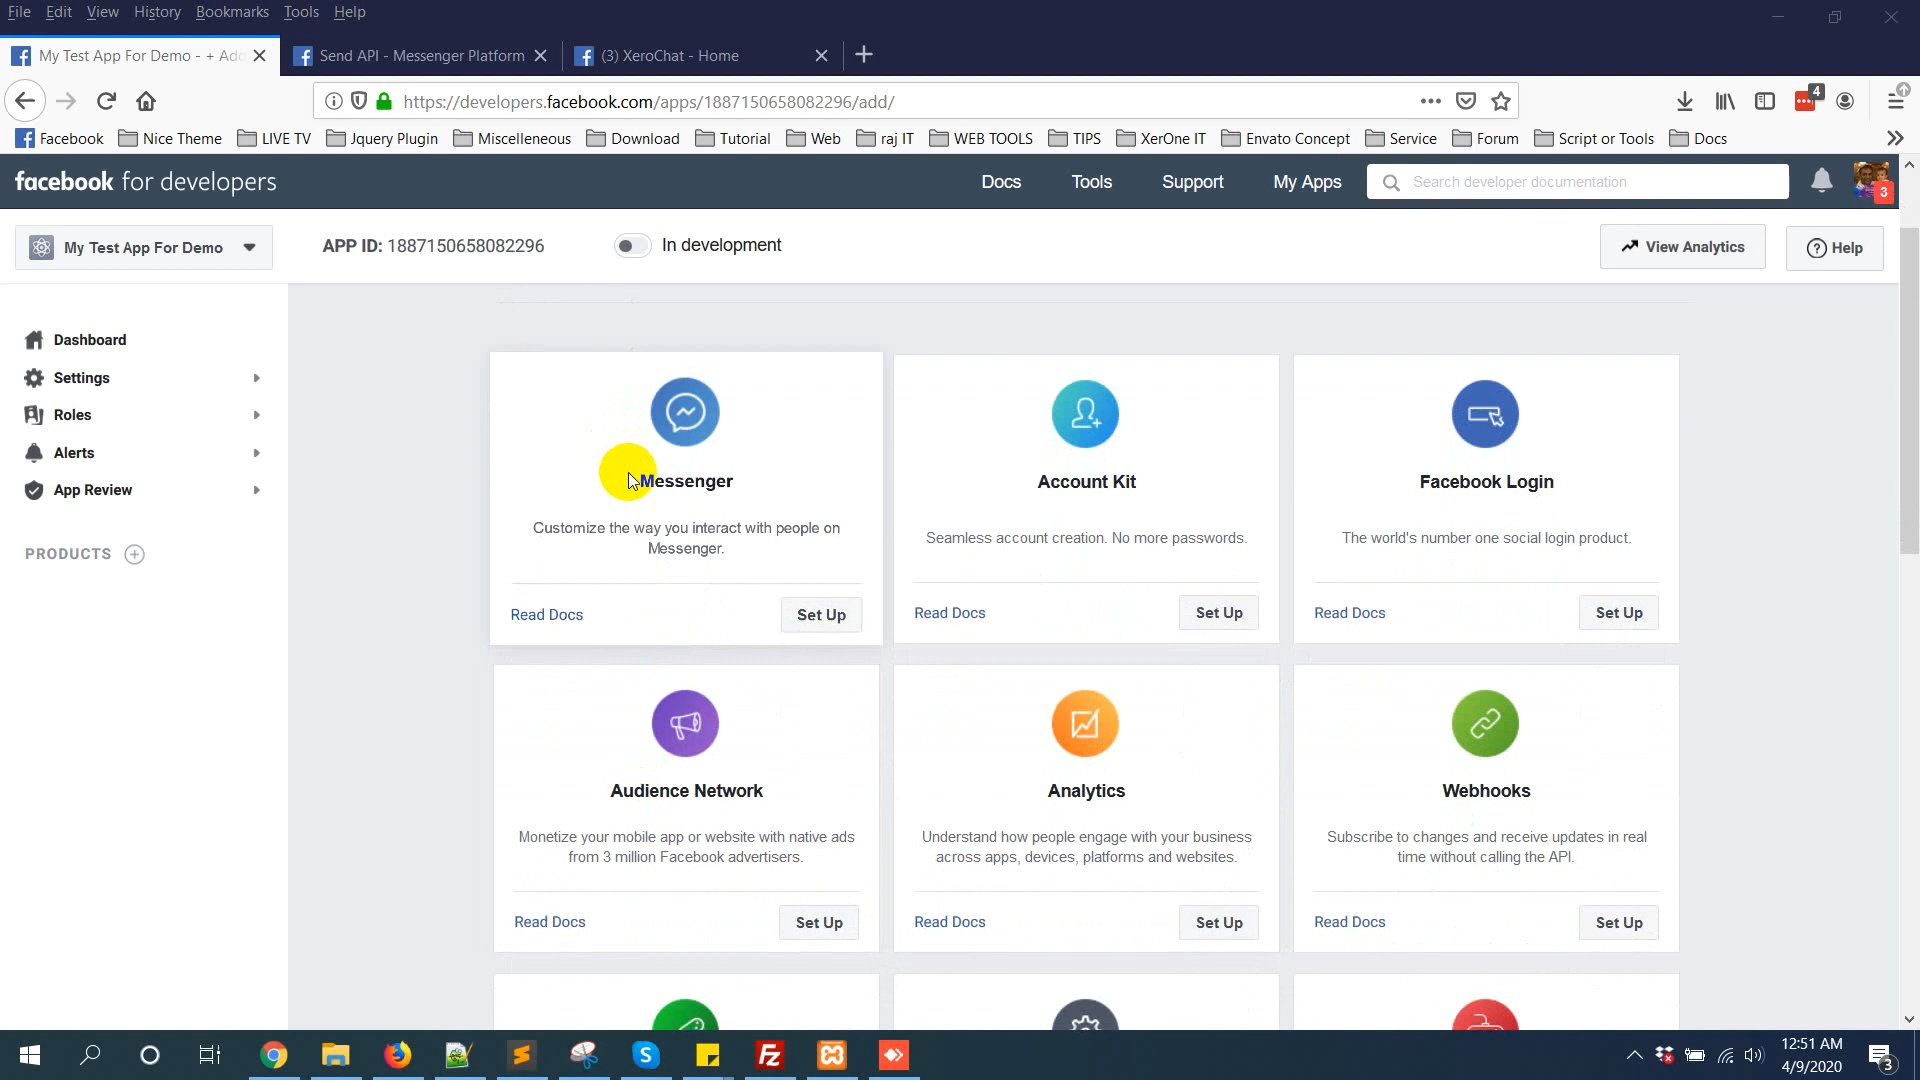 File Edit View History Bookmarks Tools Help
My Test App For Demo - + Add
Send API - Messenger Platform
(3) XeroChat - Home
https://developers.facebook.com/apps/1887150658082296/add/
4
Facebook Nice Theme LIVE TV Jquery Plugin Miscelleneous Download Tutorial Web raj IT WEB TOOLS TIPS XerOne IT Envato Concept Service Forum Script or Tools Docs
facebook for developers
Docs Tools Support My Apps
Search developer documentation
3
My Test App For Demo
APP ID: 1887150658082296
In development
View Analytics
Help
Dashboard
Settings
Roles
Alerts
App Review
PRODUCTS
Messenger
Customize the way you interact with people on
Messenger.
Read Docs Set Up
Account Kit
Seamless account creation. No more passwords.
Read Docs Set Up
Facebook Login
The world's number one social login product.
Read Docs Set Up
Audience Network
Monetize your mobile app or website with native ads
from 3 million Facebook advertisers.
Read Docs Set Up
Analytics
Understand how people engage with your business
across apps, devices, platforms and websites.
Read Docs Set Up
Webhooks
Subscribe to changes and receive updates in real
time without calling the API.
Read Docs Set Up
12:51 AM
4/9/2020
3